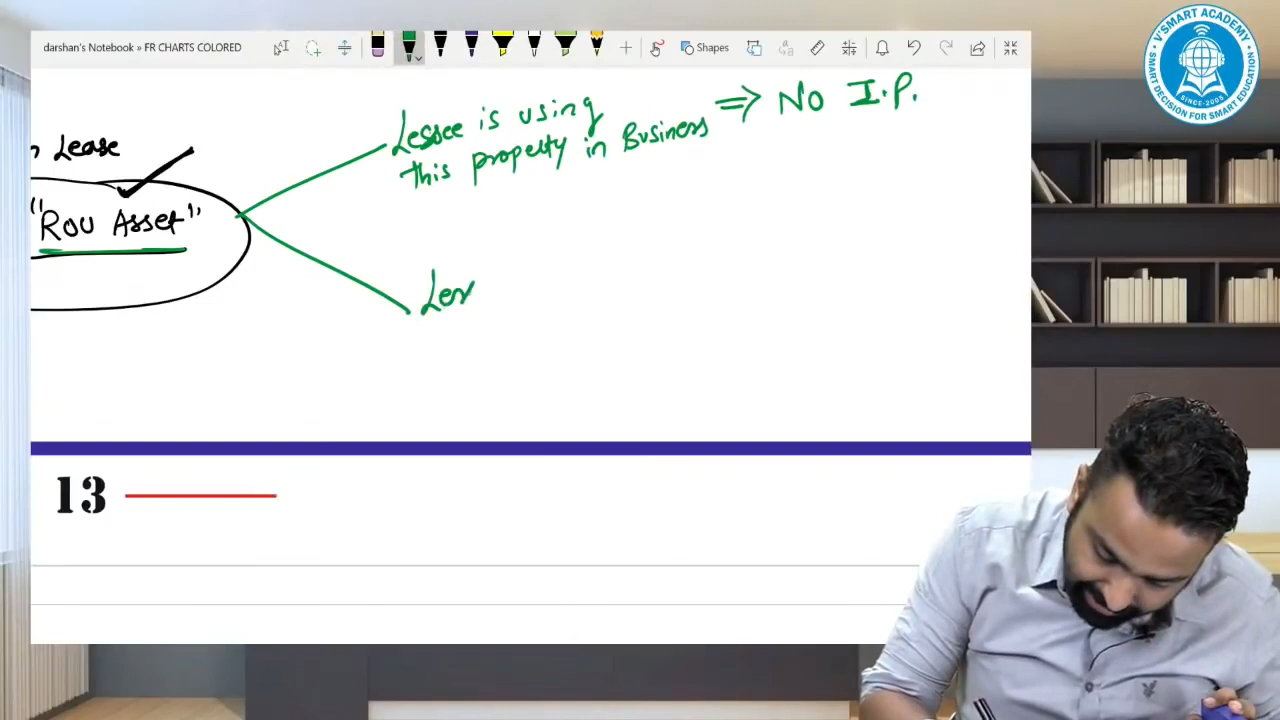 darshan's Notebook » FR CHARTS COLORED
Shapes
V'SMART ACADEMY
SINCE-2005
SMART DECISION FOR SMART EDUCATION
Lessee is using
this property in Business ⇒ No I.P.
n Lease
"ROU Asset"
Les
13